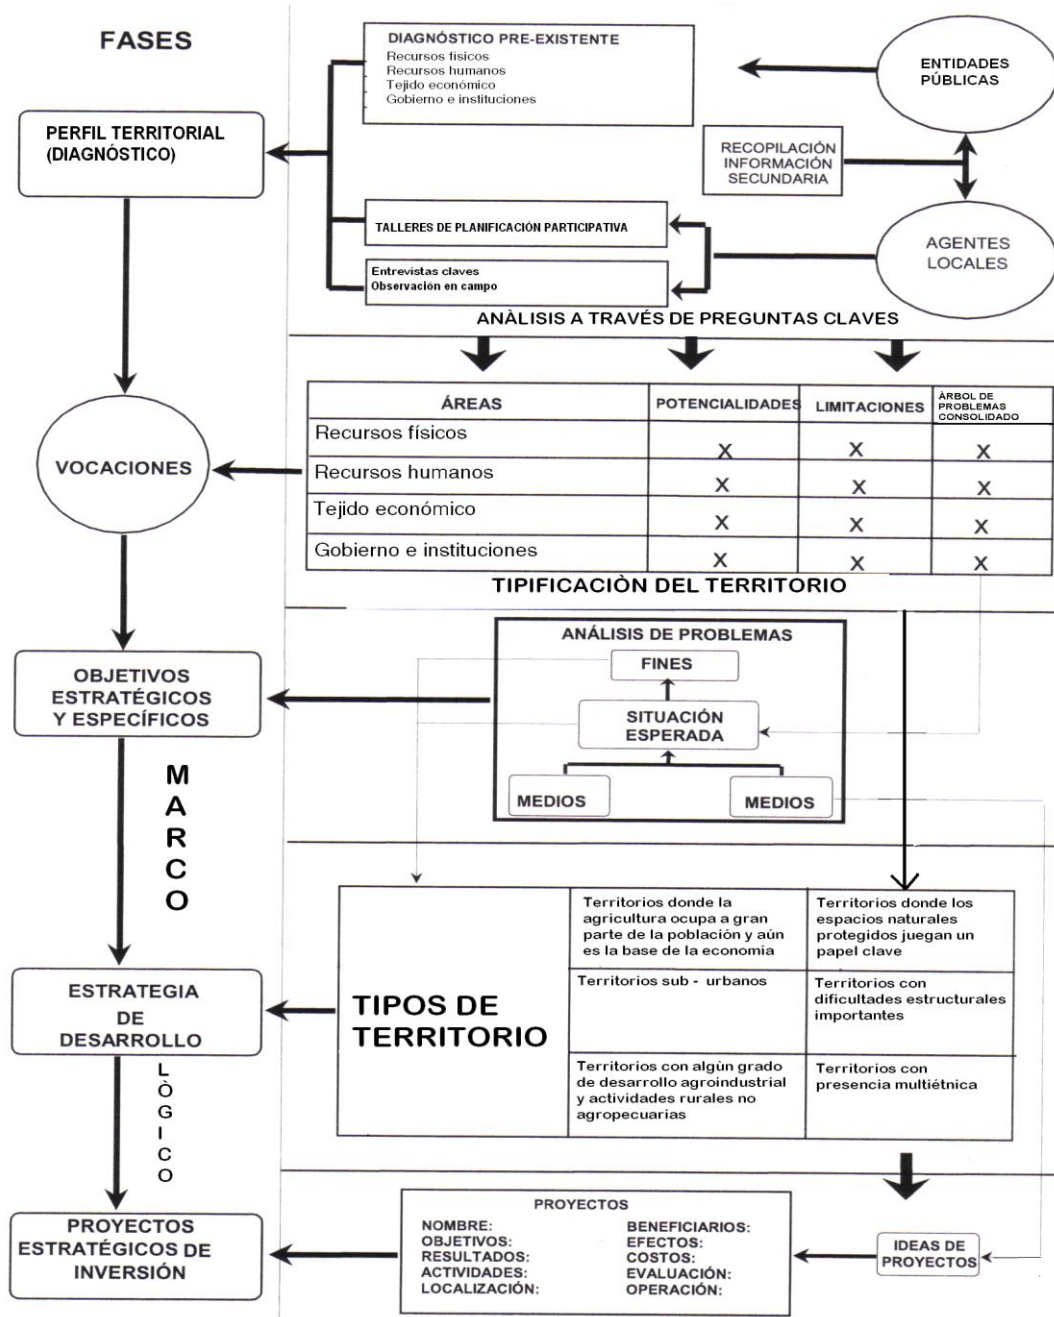 FASES
DIAGNÓSTICO PRE-EXISTENTE
Recursos físicos
Recursos humanos
Tejido económico
Gobierno e instituciones
ENTIDADES
PÚBLICAS
PERFIL TERRITORIAL
(DIAGNÓSTICO)
RECOPILACIÓN
INFORMACIÓN
SECUNDARIA
TALLERES DE PLANIFICACIÓN PARTICIPATIVA
AGENTES
LOCALES
Entrevistas claves
Observación en campo
ANÀLISIS A TRAVÉS DE PREGUNTAS CLAVES
ÁREAS
POTENCIALIDADES
LIMITACIONES
ÀRBOL DE
PROBLEMAS
CONSOLIDADO
Recursos físicos
X X X
Recursos humanos
X X X
Tejido económico
X X X
Gobierno e instituciones
X X X
VOCACIONES
TIPIFICACIÒN DEL TERRITORIO
ANÁLISIS DE PROBLEMAS
FINES
SITUACIÓN
ESPERADA
MEDIOS
MEDIOS
OBJETIVOS
ESTRATÉGICOS
Y ESPECÍFICOS
M
A
R
C
O
TIPOS DE
TERRITORIO
Territorios donde la
agricultura ocupa a gran
parte de la población y aún
es la base de la economía
Territorios donde los
espacios naturales
protegidos juegan un
papel clave
Territorios sub - urbanos
Territorios con
dificultades estructurales
importantes
Territorios con algùn grado
de desarrollo agroindustrial
y actividades rurales no
agropecuarias
Territorios con
presencia multiétnica
ESTRATEGIA
DE
DESARROLLO
L
Ò
G
I
C
O
PROYECTOS
ESTRATÉGICOS DE
INVERSIÓN
PROYECTOS
NOMBRE:
OBJETIVOS:
RESULTADOS:
ACTIVIDADES:
LOCALIZACIÓN:
BENEFICIARIOS:
EFECTOS:
COSTOS:
EVALUACIÓN:
OPERACIÓN:
IDEAS DE
PROYECTOS